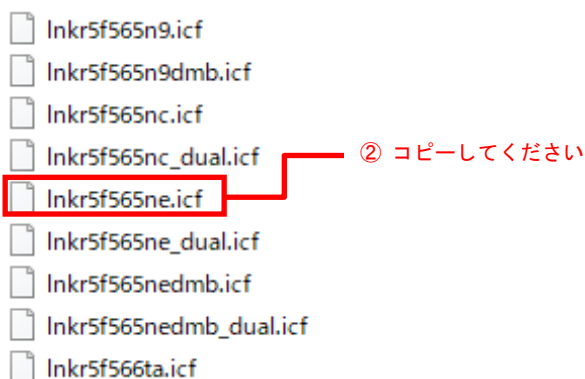 lnkr5f565n9.icf
lnkr5f565n9dmb.icf
lnkr5f565nc.icf
lnkr5f565nc_dual.icf
② コピーしてください
lnkr5f565ne.icf
lnkr5f565ne_dual.icf
lnkr5f565nedmb.icf
lnkr5f565nedmb_dual.icf
lnkr5f566ta.icf